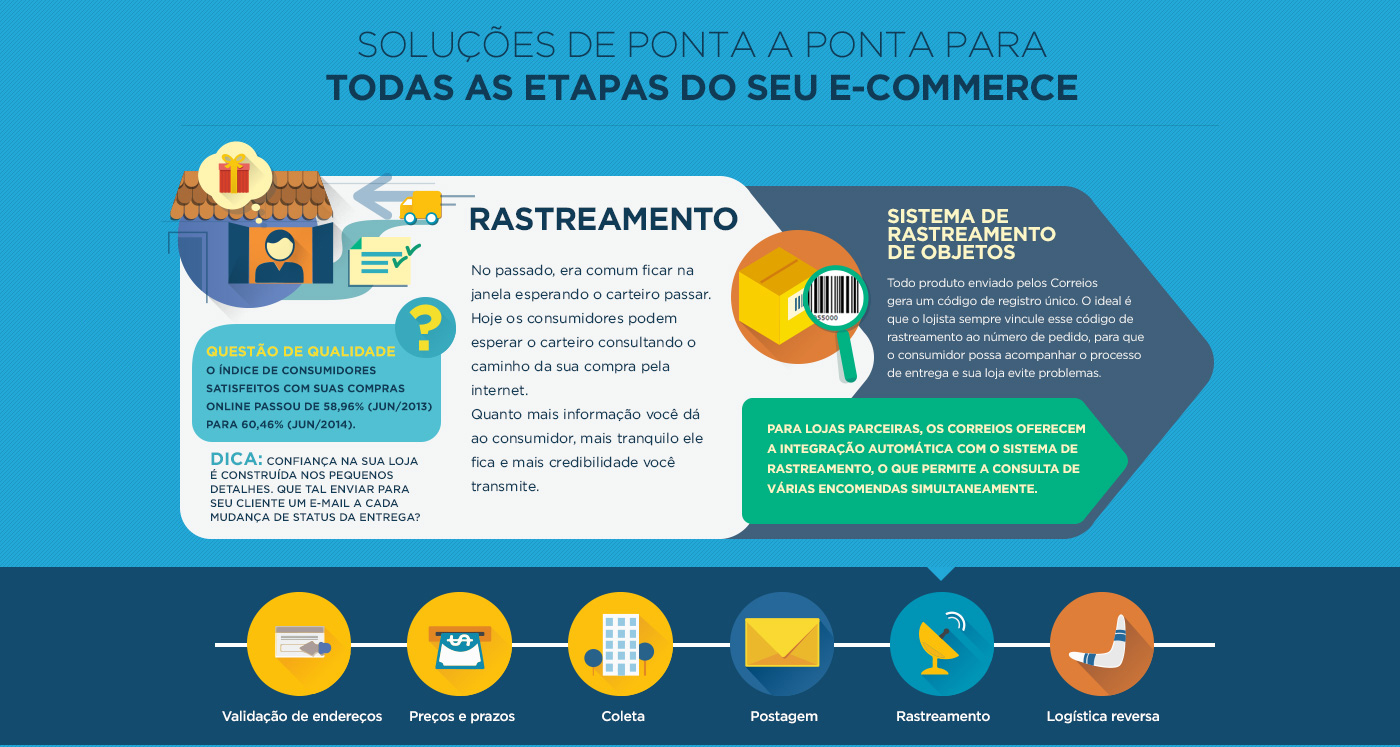 SOLUÇÕES DE PONTA A PONTA PARA
TODAS AS ETAPAS DO SEU E-COMMERCE
RASTREAMENTO
No passado, era comum ficar na
janela esperando o carteiro passar.
Hoje os consumidores podem
esperar o carteiro consultando o
caminho da sua compra pela
internet.
Quanto mais informação você dá
ao consumidor, mais tranquilo ele
fica e mais credibilidade você
transmite.
?
QUESTÃO DE QUALIDADE
O ÍNDICE DE CONSUMIDORES
SATISFEITOS COM SUAS COMPRAS
ONLINE PASSOU DE 58,96% (JUN/2013)
PARA 60,46% (JUN/2014).
DICA: CONFIANÇA NA SUA LOJA
É CONSTRUÍDA NOS PEQUENOS
DETALHES. QUE TAL ENVIAR PARA
SEU CLIENTE UM E-MAIL A CADA
MUDANÇA DE STATUS DA ENTREGA?
SISTEMA DE
RASTREAMENTO
DE OBJETOS
Todo produto enviado pelos Correios
gera um código de registro único. O ideal é
que o lojista sempre vincule esse código de
rastreamento ao número de pedido, para que
o consumidor possa acompanhar o processo
de entrega e sua loja evite problemas.
55000
PARA LOJAS PARCEIRAS, OS CORREIOS OFERECEM
A INTEGRAÇÃO AUTOMÁTICA COM O SISTEMA DE
RASTREAMENTO, O QUE PERMITE A CONSULTA DE
VÁRIAS ENCOMENDAS SIMULTANEAMENTE.
$
Validação de endereços
Preços e prazos
Coleta
Postagem
Rastreamento
Logística reversa